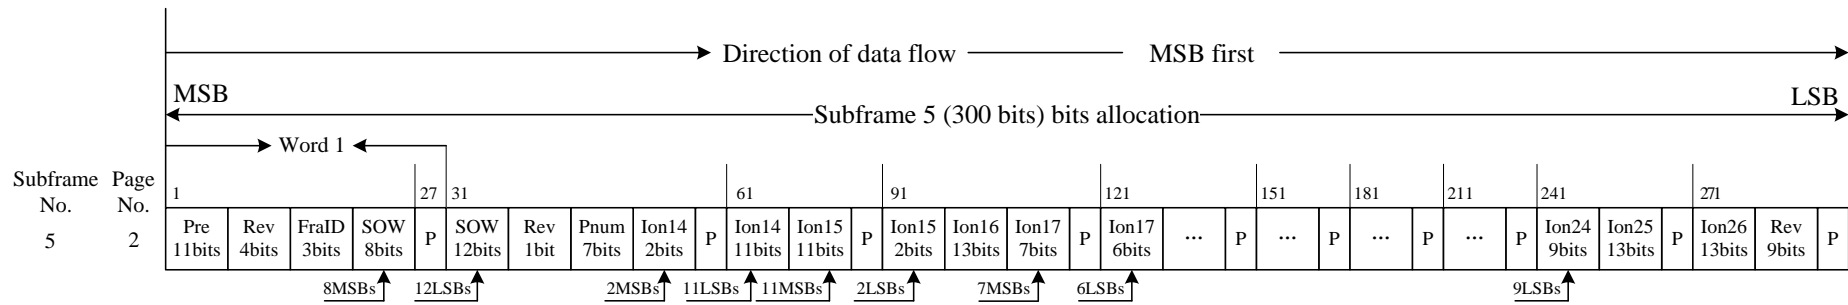 Direction of data flow MSB first
MSB LSB
Subframe 5 (300 bits) bits allocation
Word 1
Subframe No. Page No. 1 27 31 61 91 121 151 181 211 241 271
5 2 Pre 11bits Rev 4bits FraID 3bits SOW 8bits P SOW 12bits Rev 1bit Pnum 7bits Ion14 2bits P Ion14 11bits Ion15 11bits P Ion15 2bits Ion16 13bits Ion17 7bits P Ion17 6bits ... P ... P ... P ... P Ion24 9bits Ion25 13bits P Ion26 13bits Rev 9bits P
8MSBs 12LSBs 2MSBs 11LSBs 11MSBs 2LSBs 7MSBs 6LSBs 9LSBs